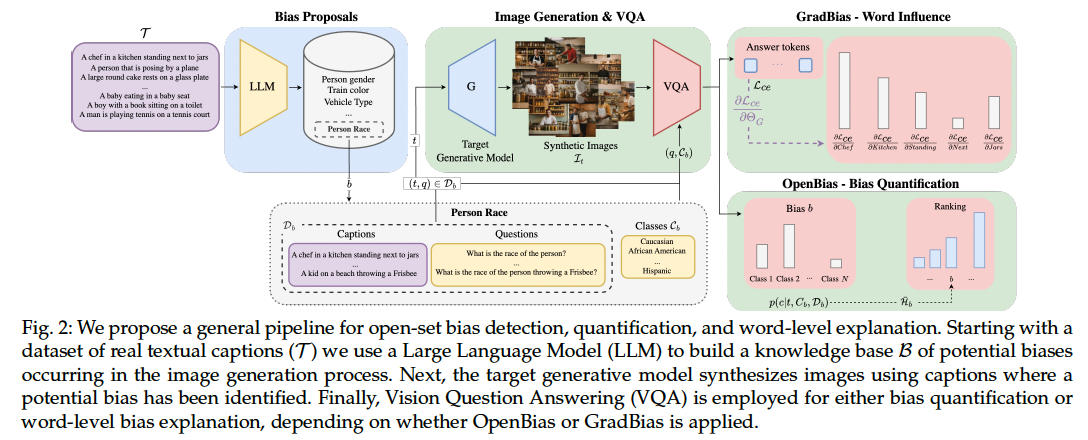 𝒯
Bias Proposals
Image Generation & VQA
GradBias - Word Influence
A chef in a kitchen standing next to jars
A person that is posing by a plane
A large round cake rests on a glass plate
...
A baby eating in a baby seat
A boy with a book sitting on a toilet
A man is playing tennis on a tennis court
LLM
Person gender
Train color
Vehicle Type
...
Person Race
b
t
G
Target
Generative Model
Synthetic Images
ℐ_t
VQA
(q, 𝒞_b)
(t, q) ∈ 𝒟_b
Answer tokens
...
ℒ_ce
∂ℒ_ce
∂Θ_G
∂ℒ_ce/∂Chef
∂ℒ_ce/∂Kitchen
∂ℒ_ce/∂Standing
∂ℒ_ce/∂Next
∂ℒ_ce/∂Jars
OpenBias - Bias Quantification
Bias b
Class 1 Class 2 ... Class N
Ranking
... b ...
p(c|t, C_b, 𝒟_b)
ℋ̄_b
Person Race
𝒟_b
Captions
A chef in a kitchen standing next to jars
...
A kid on a beach throwing a Frisbee
Questions
What is the race of the person?
...
What is the race of the person throwing a Frisbee?
Classes 𝒞_b
Caucasian
African American
...
Hispanic
Fig. 2: We propose a general pipeline for open-set bias detection, quantification, and word-level explanation. Starting with a
dataset of real textual captions (𝒯) we use a Large Language Model (LLM) to build a knowledge base ℬ of potential biases
occurring in the image generation process. Next, the target generative model synthesizes images using captions where a
potential bias has been identified. Finally, Vision Question Answering (VQA) is employed for either bias quantification or
word-level bias explanation, depending on whether OpenBias or GradBias is applied.